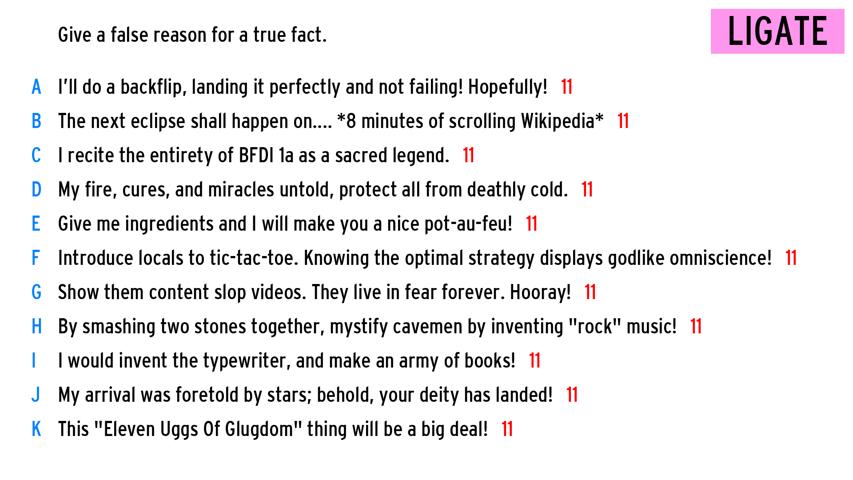 Give a false reason for a true fact.
LIGATE
A I'll do a backflip, landing it perfectly and not failing! Hopefully! 11
B The next eclipse shall happen on.... *8 minutes of scrolling Wikipedia* 11
C I recite the entirety of BFDI 1a as a sacred legend. 11
D My fire, cures, and miracles untold, protect all from deathly cold. 11
E Give me ingredients and I will make you a nice pot-au-feu! 11
F Introduce locals to tic-tac-toe. Knowing the optimal strategy displays godlike omniscience! 11
G Show them content slop videos. They live in fear forever. Hooray! 11
H By smashing two stones together, mystify cavemen by inventing "rock" music! 11
I I would invent the typewriter, and make an army of books! 11
J My arrival was foretold by stars; behold, your deity has landed! 11
K This "Eleven Uggs Of Glugdom" thing will be a big deal! 11